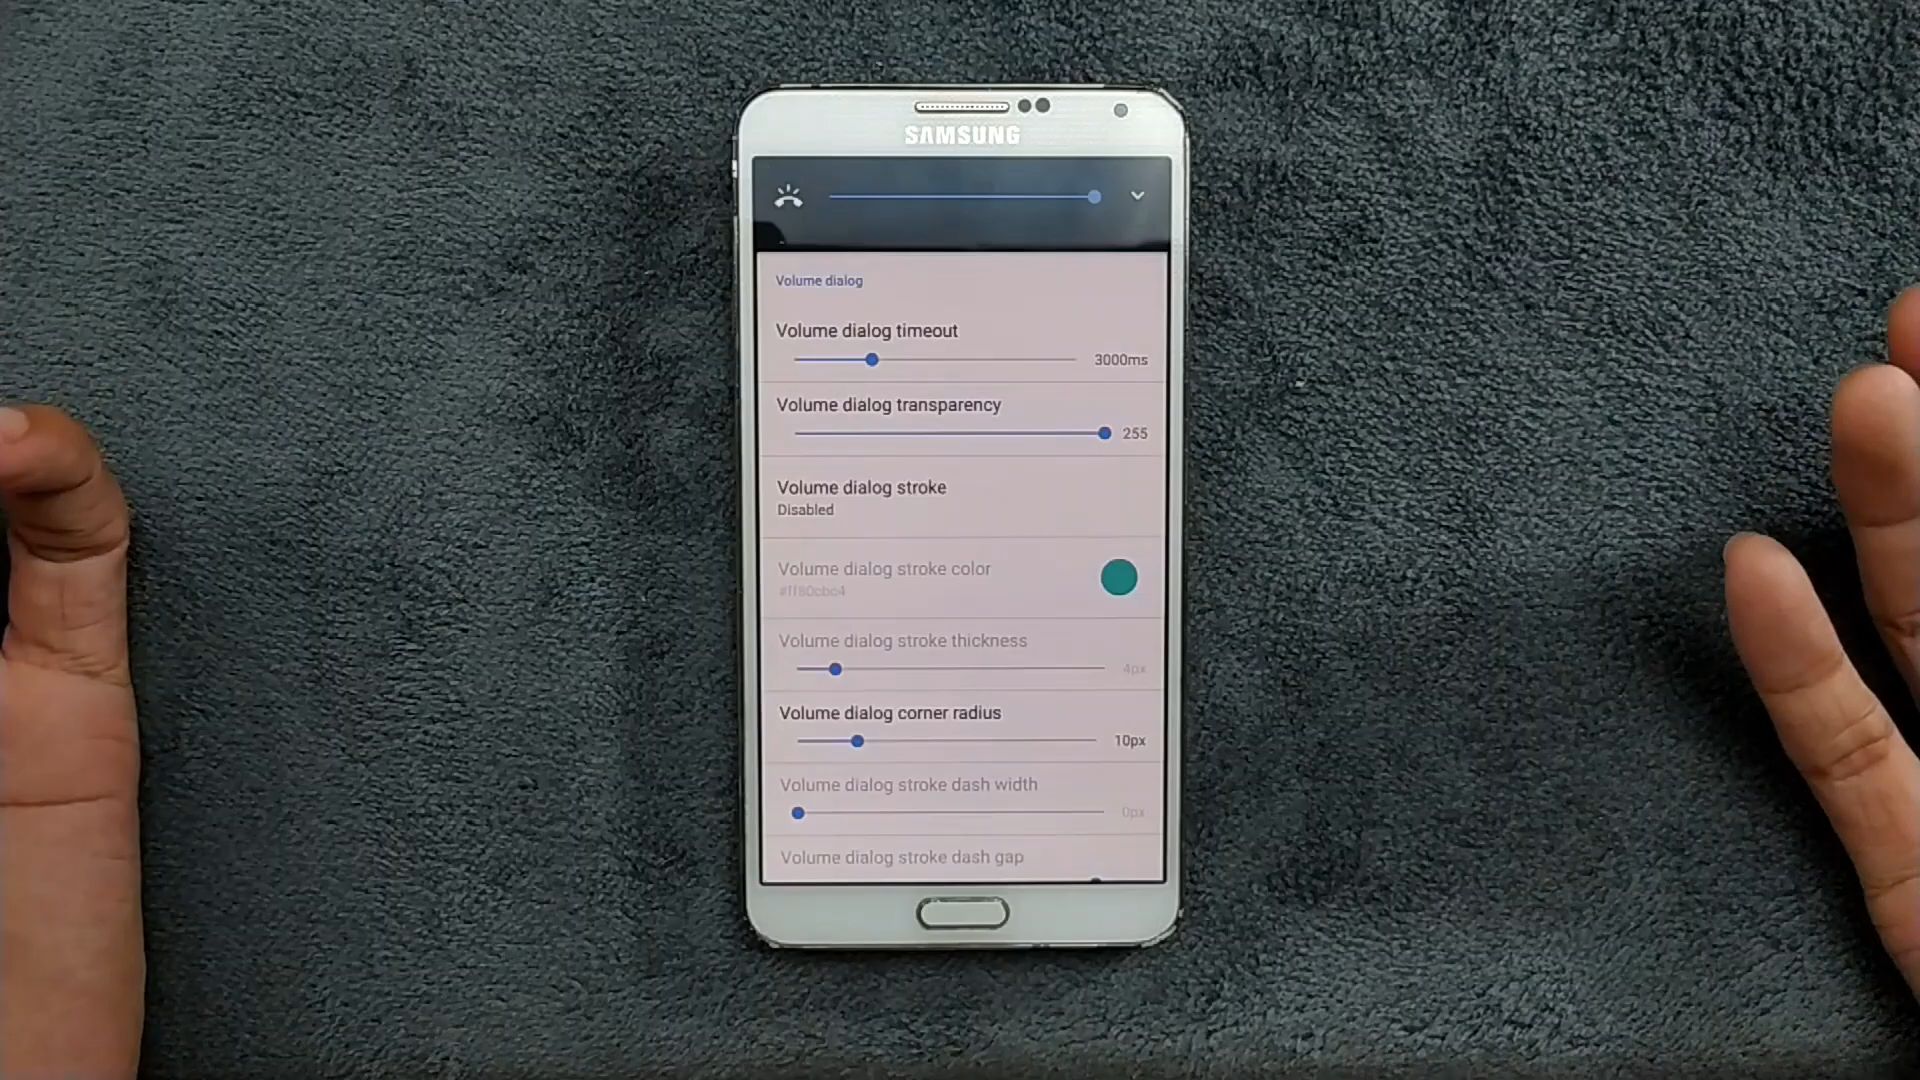 SAMSUNG
Volume dialog
Volume dialog timeout
3000ms
Volume dialog transparency
255
Volume dialog stroke
Disabled
Volume dialog stroke color
#ff80cbc4
Volume dialog stroke thickness
4px
Volume dialog corner radius
10px
Volume dialog stroke dash width
0px
Volume dialog stroke dash gap